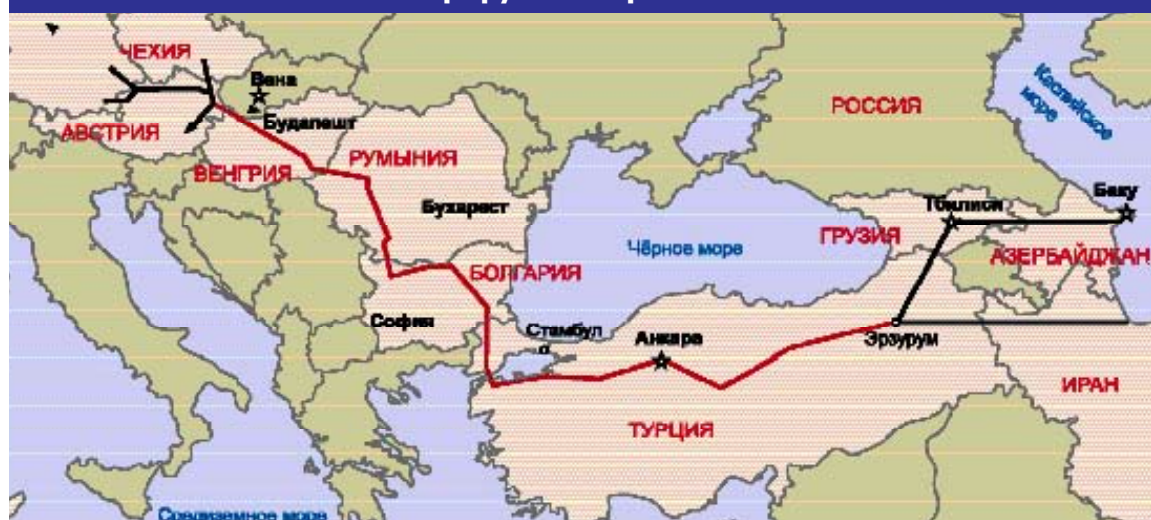 ЧЕХИЯ
Вена
Каспийское
море
РОССИЯ
Будапешт
АВСТРИЯ
РУМЫНИЯ
ВЕНГРИЯ
Баку
Бухарест
Тбилиси
ГРУЗИЯ
Чёрное море
АЗЕРБАЙДЖАН
БОЛГАРИЯ
София
Стамбул
Анкара
Эрзурум
ИРАН
ТУРЦИЯ
Средиземное море